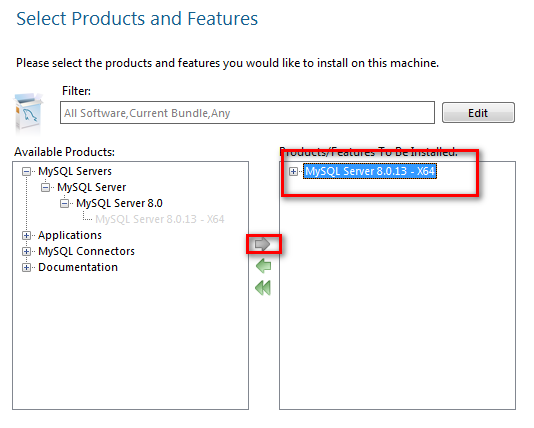 Select Products and Features
Please select the products and features you would like to install on this machine.
Filter:
All Software,Current Bundle,Any
Edit
Available Products:
MySQL Servers
MySQL Server
MySQL Server 8.0
MySQL Server 8.0.13 - X64
Applications
MySQL Connectors
Documentation
Products/Features To Be Installed:
MySQL Server 8.0.13 - X64